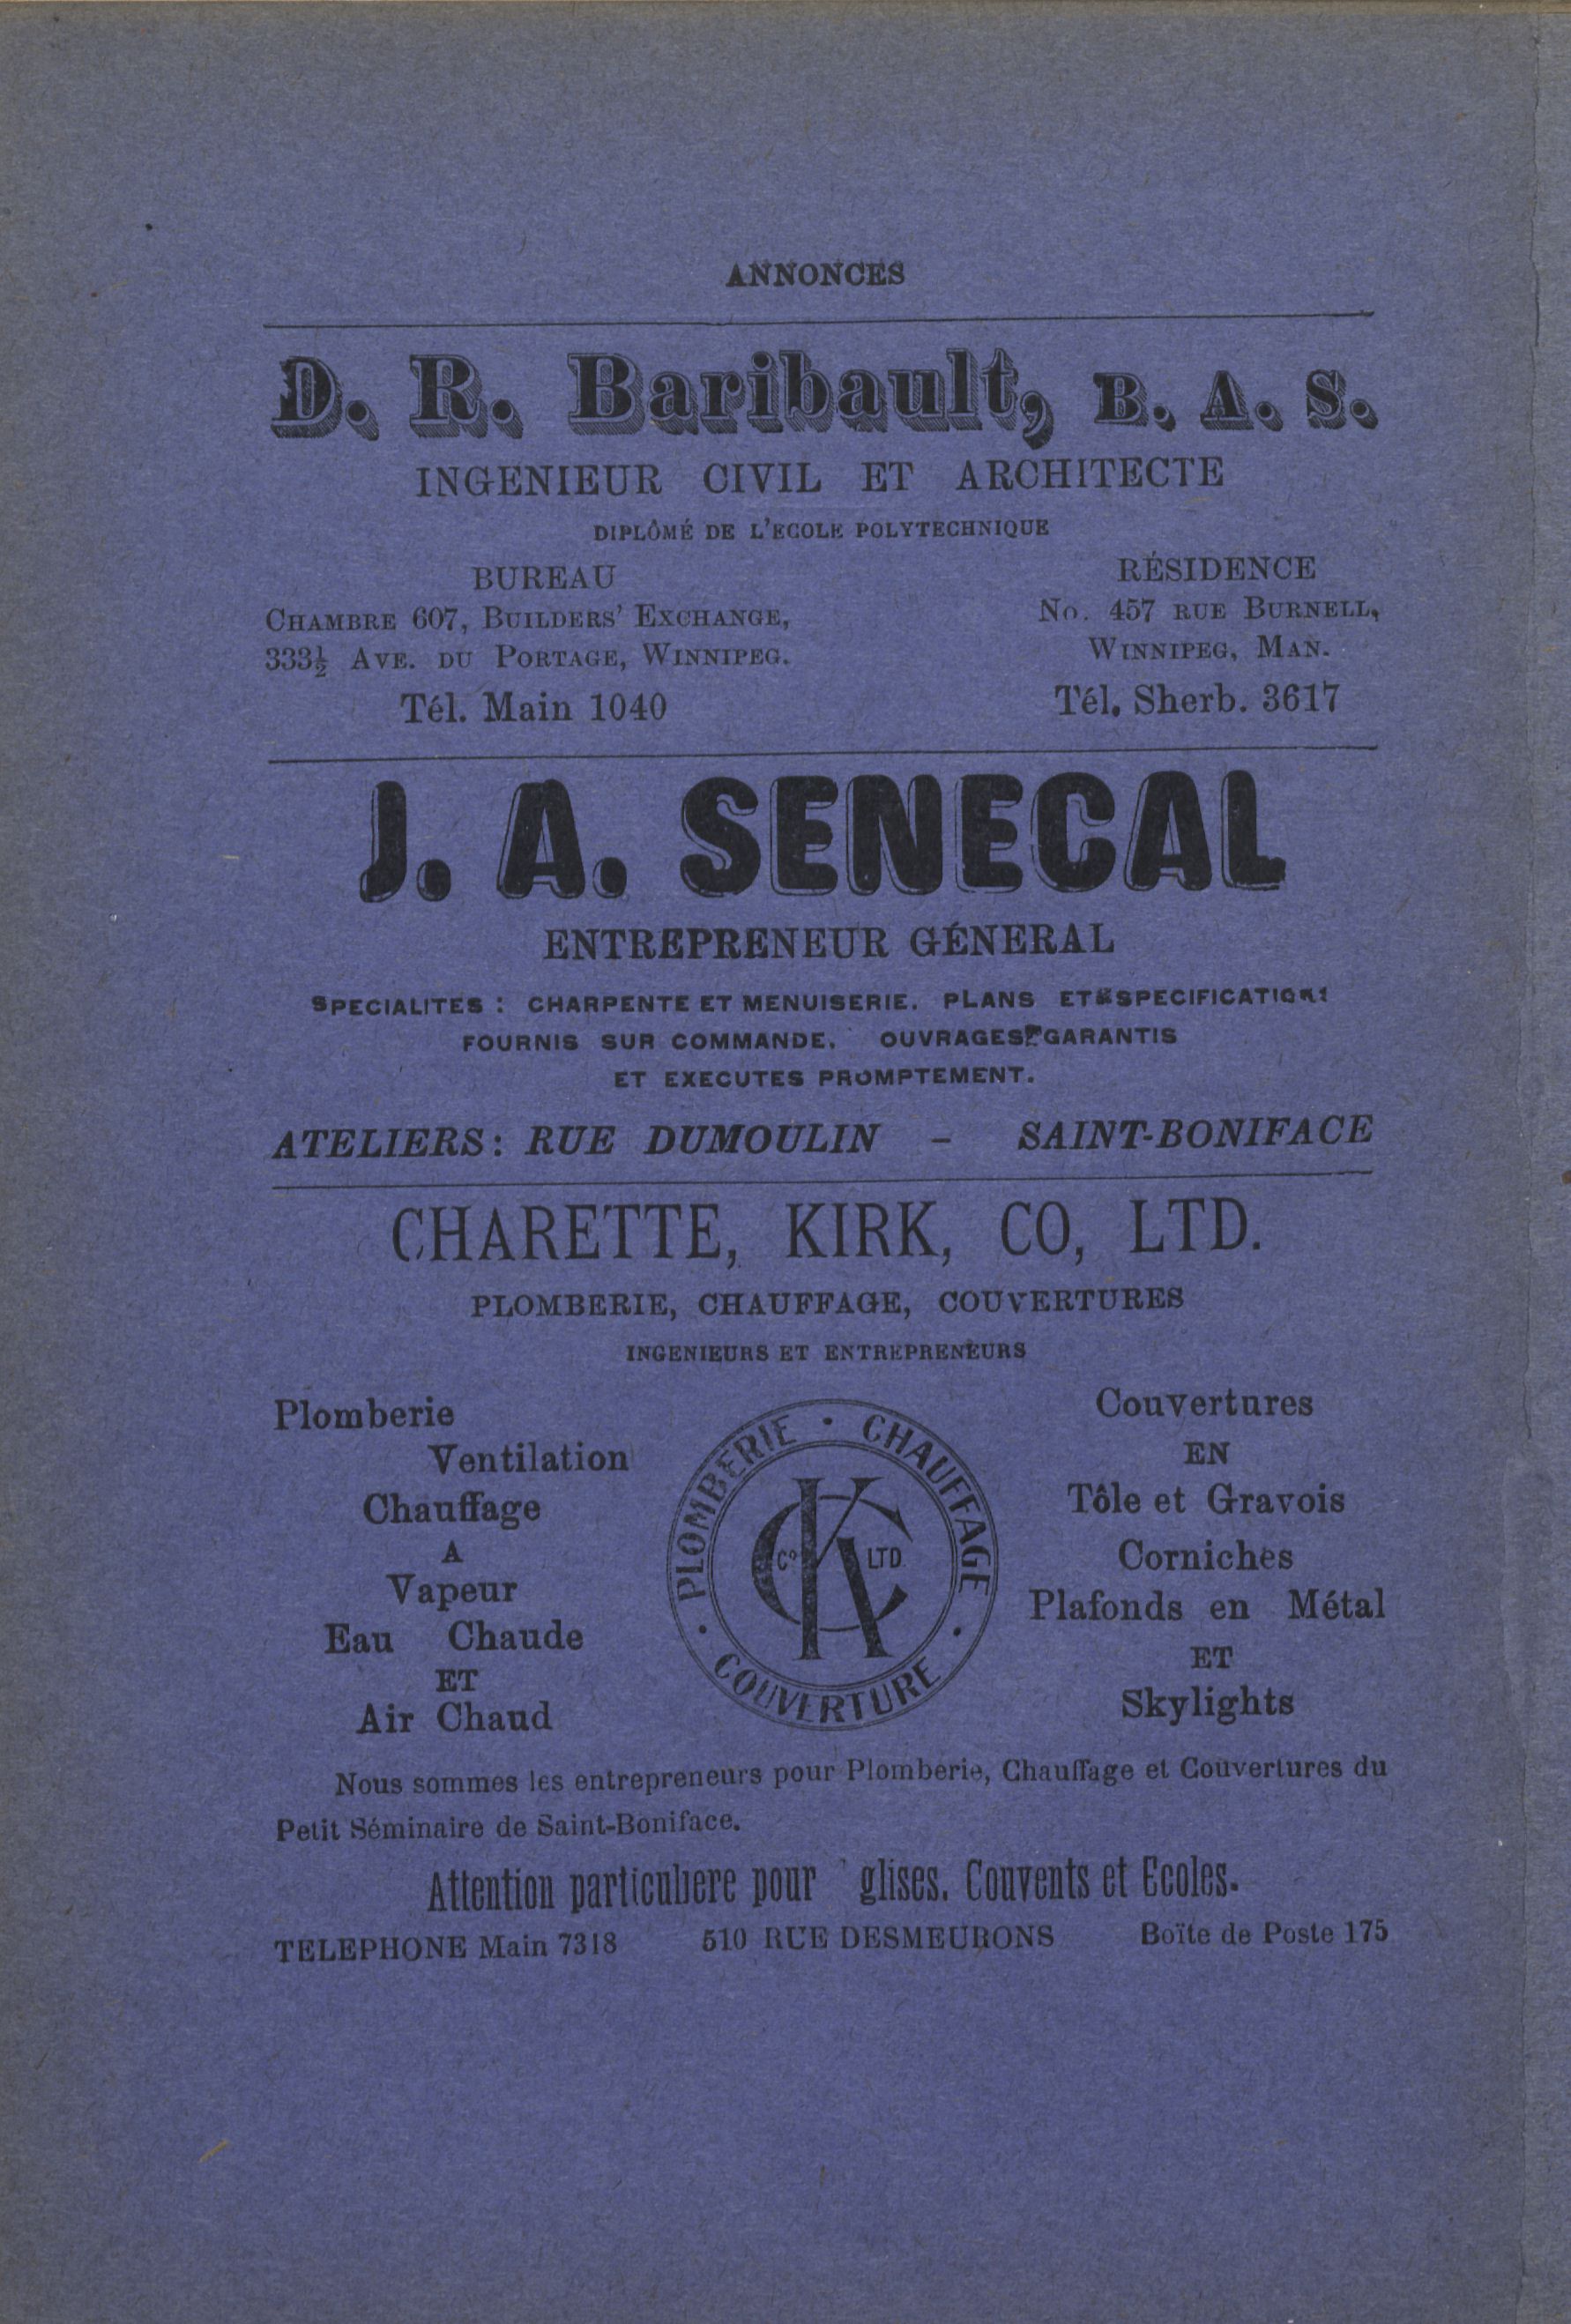 ANNONCES
D. R. Baribault, B. A. S.
INGENIEUR CIVIL ET ARCHITECTE
DIPLÔMÉ DE L'ECOLE POLYTECHNIQUE
BUREAU
CHAMBRE 607, BUILDERS' EXCHANGE,
333½ AVE. DU PORTAGE, WINNIPEG.
Tél. Main 1040
RÉSIDENCE
No. 457 RUE BURNELL,
WINNIPEG, MAN.
Tél. Sherb. 3617
J. A. SENECAL
ENTREPRENEUR GÉNERAL
SPECIALITES : CHARPENTE ET MENUISERIE. PLANS ET SPECIFICATIONS
FOURNIS SUR COMMANDE. OUVRAGES GARANTIS
ET EXECUTES PROMPTEMENT.
ATELIERS: RUE DUMOULIN - SAINT-BONIFACE
CHARETTE, KIRK, CO, LTD.
PLOMBERIE, CHAUFFAGE, COUVERTURES
INGENIEURS ET ENTREPRENEURS
Plomberie
Ventilation
Chauffage
A
Vapeur
Eau Chaude
ET
Air Chaud
PLOMBERIE · CHAUFFAGE · COUVERTURE ·
CK
Co LTD.
Couvertures
EN
Tôle et Gravois
Corniches
Plafonds en Métal
ET
Skylights
Nous sommes les entrepreneurs pour Plomberie, Chauffage et Couvertures du
Petit Séminaire de Saint-Boniface.
Attention particuliere pour glises. Convents et Ecoles.
TELEPHONE Main 7318 510 RUE DESMEURONS Boïte de Poste 175